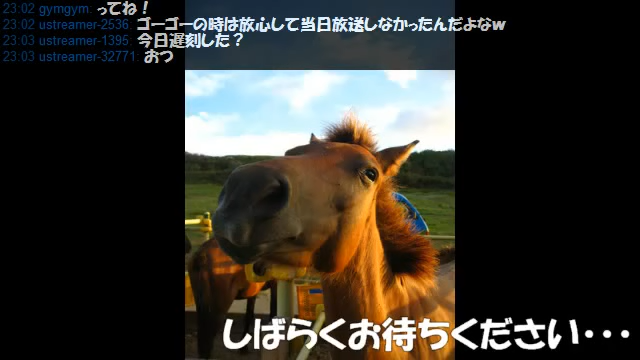 23:02 gymgym: ってね！
23:02 ustreamer-2536: ゴーゴーの時は放心して当日放送しなかったんだよなw
23:03 ustreamer-1395: 今日遅刻した？
23:03 ustreamer-32771: おつ
しばらくお待ちください・・・